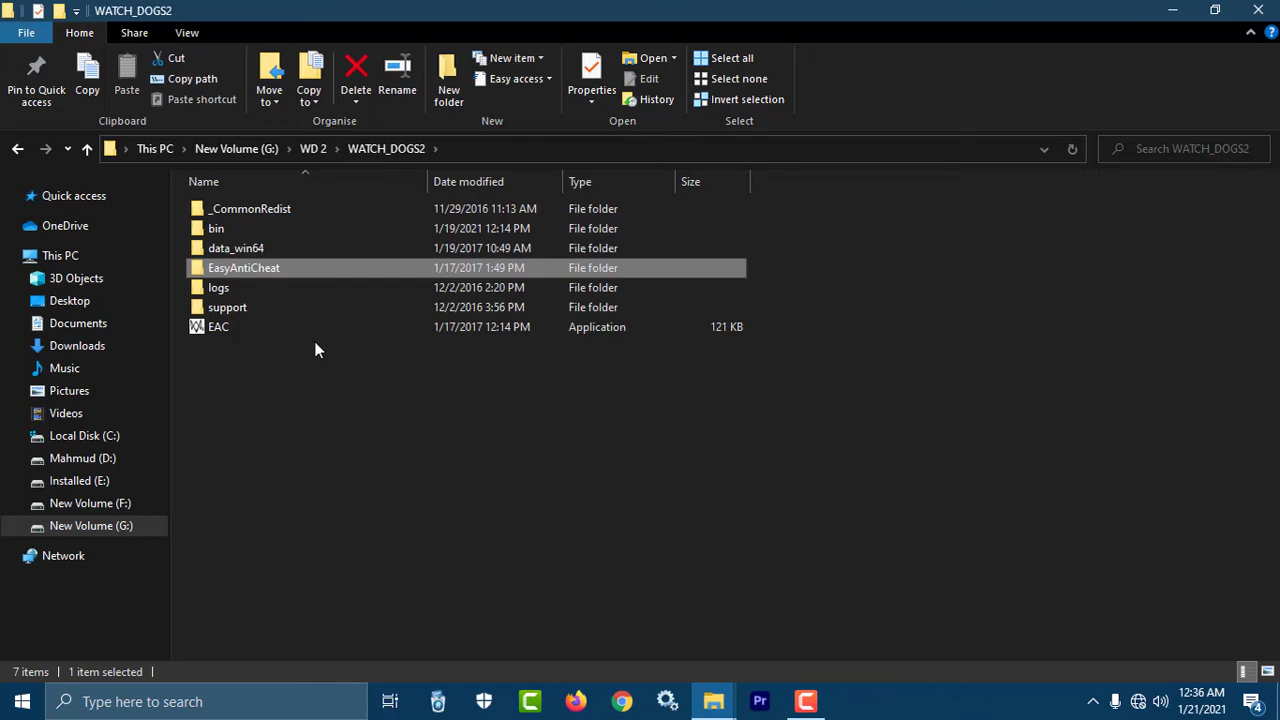 WATCH_DOGS2
File Home Share View
Pin to Quick access
Copy
Paste
Cut
Copy path
Paste shortcut
Clipboard
Move to
Copy to
Delete
Rename
Organise
New folder
New item
Easy access
New
Properties
Open
Edit
History
Open
Select all
Select none
Invert selection
Select
This PC New Volume (G:) WD 2 WATCH_DOGS2
Search WATCH_DOGS2
Quick access
OneDrive
This PC
3D Objects
Desktop
Documents
Downloads
Music
Pictures
Videos
Local Disk (C:)
Mahmud (D:)
Installed (E:)
New Volume (F:)
New Volume (G:)
Network
Name Date modified Type Size
_CommonRedist 11/29/2016 11:13 AM File folder
bin 1/19/2021 12:14 PM File folder
data_win64 1/19/2017 10:49 AM File folder
EasyAntiCheat 1/17/2017 1:49 PM File folder
logs 12/2/2016 2:20 PM File folder
support 12/2/2016 3:56 PM File folder
EAC 1/17/2017 12:14 PM Application 121 KB
7 items 1 item selected
Type here to search
Pr
12:36 AM
1/21/2021
4